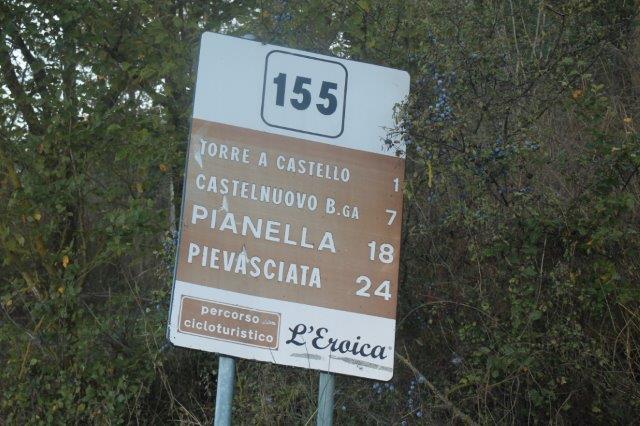 155
TORRE A CASTELLO 1
CASTELNUOVO B.GA 7
PIANELLA 18
PIEVASCIATA 24
percorso
cicloturistico
L'Eroica